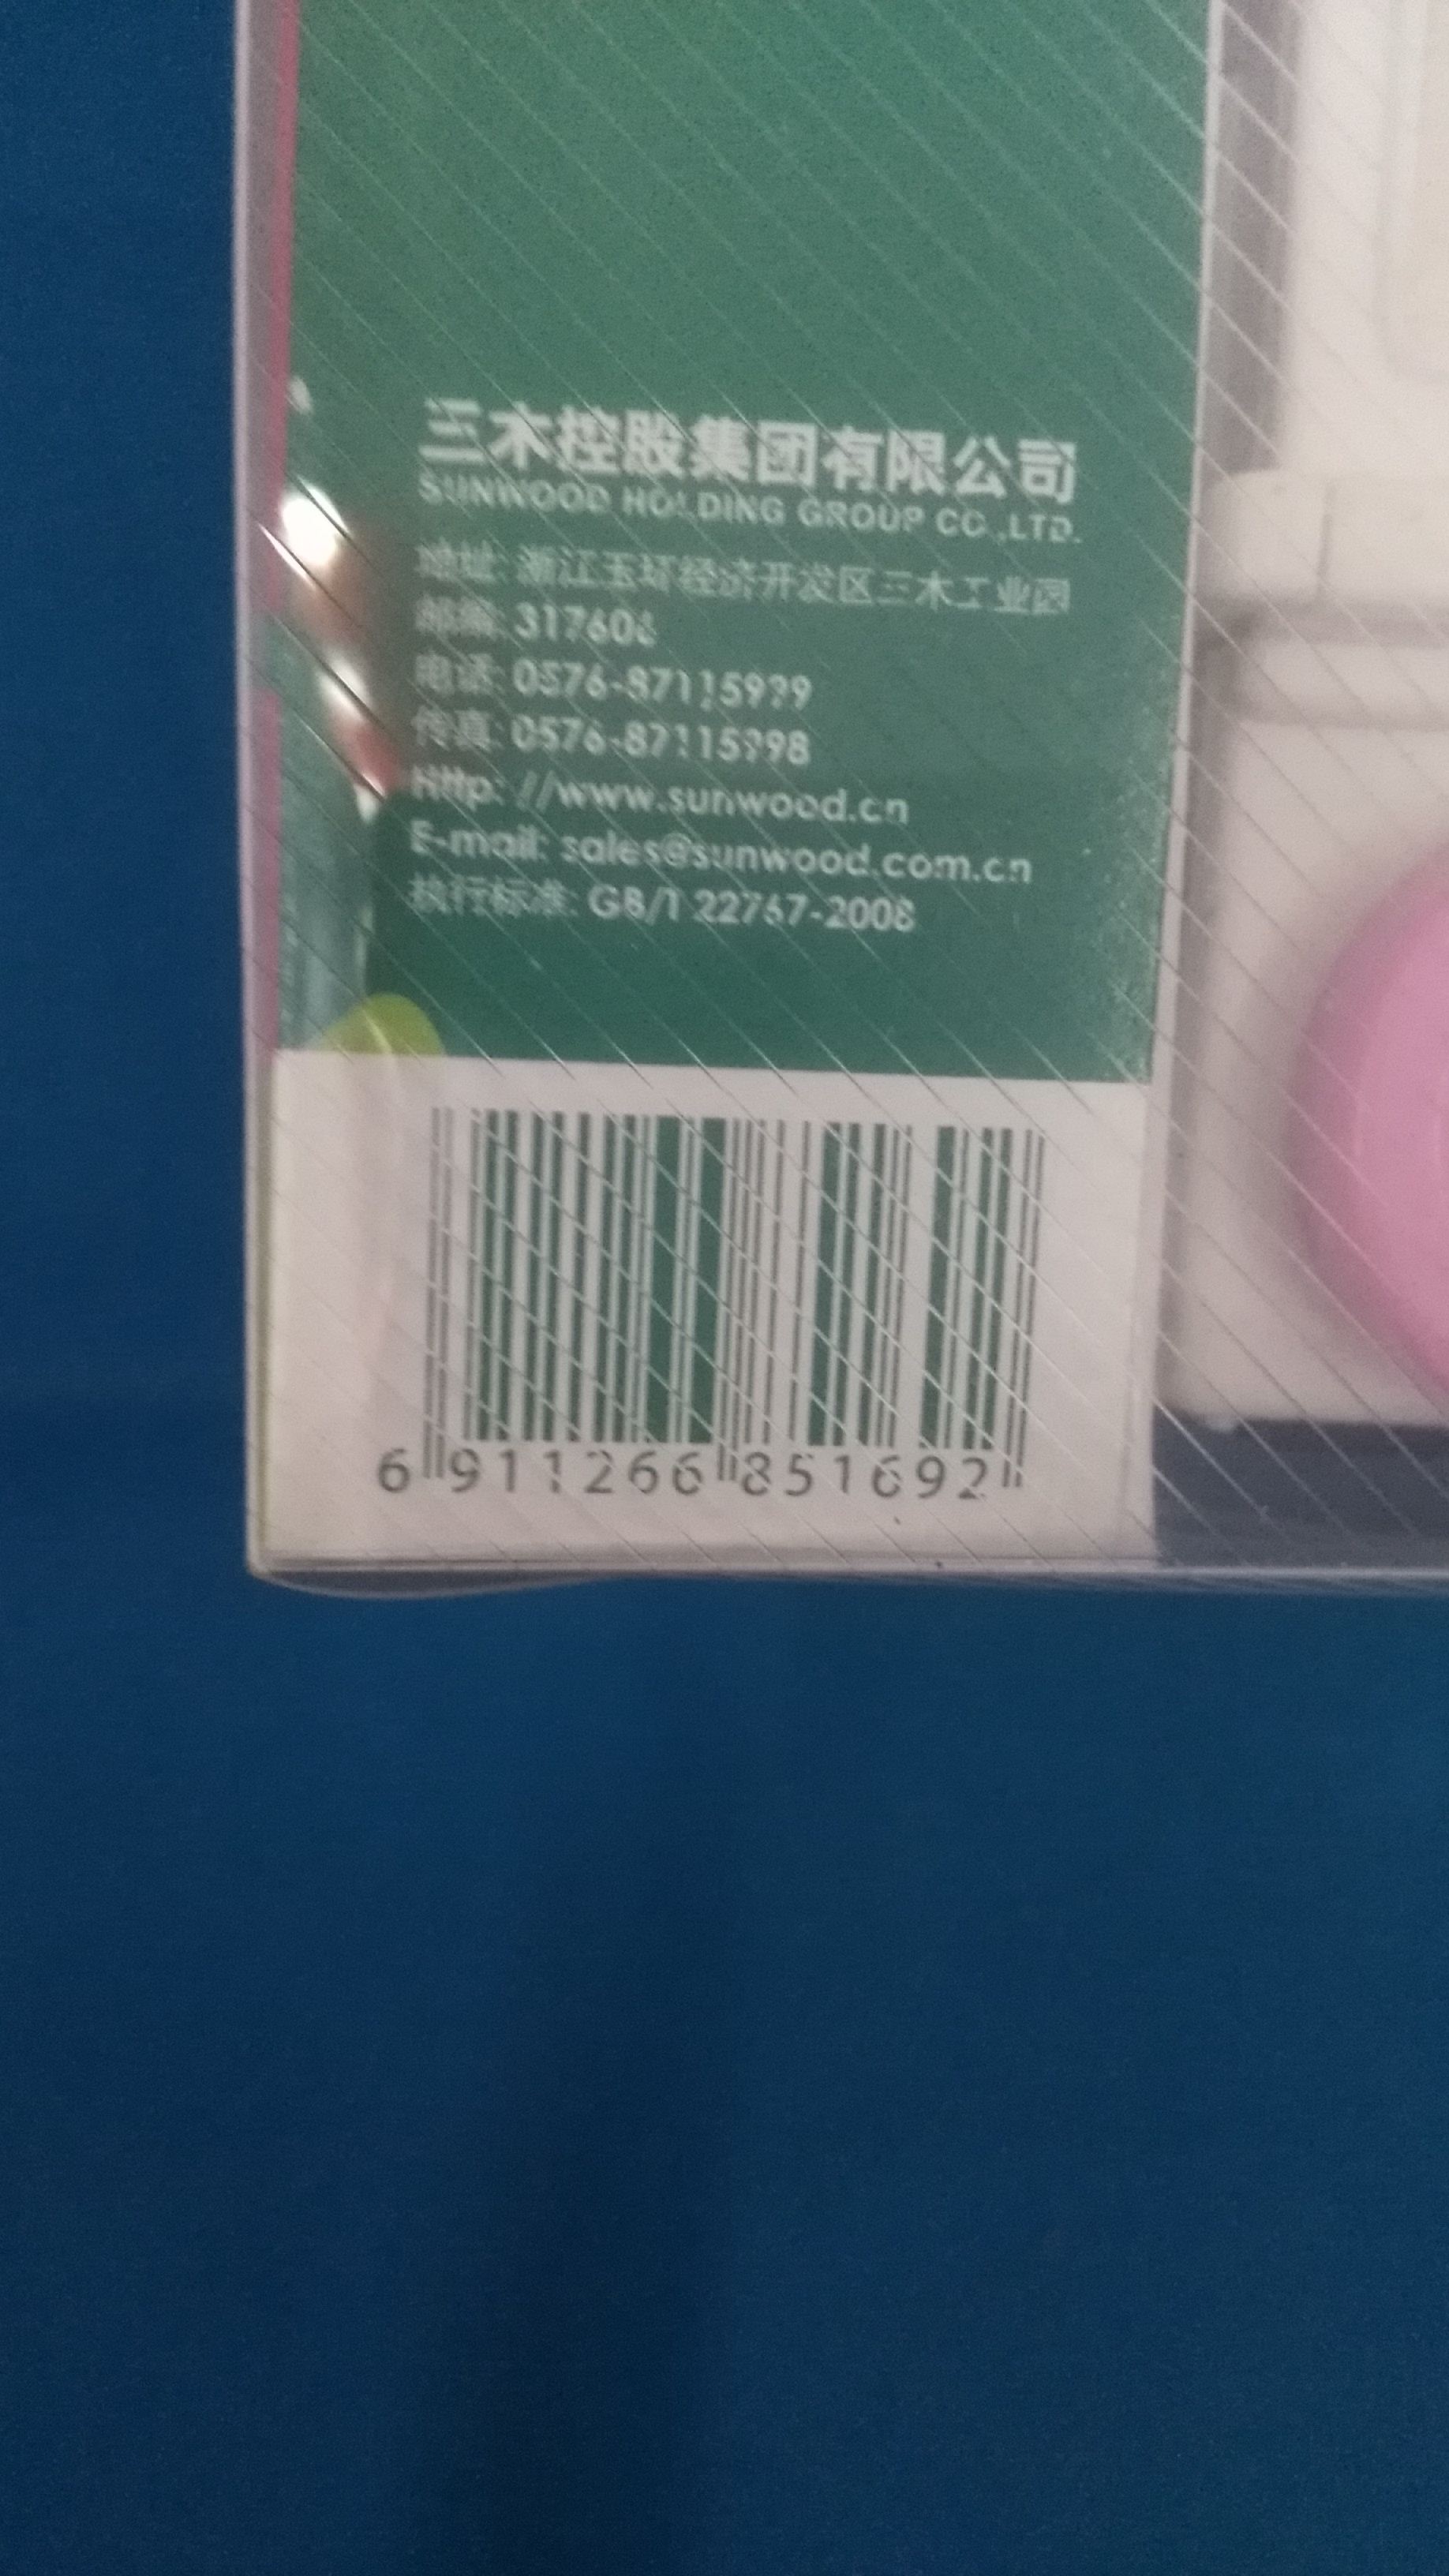 三木控股集团有限公司
SUNWOOD HOLDING GROUP CO.,LTD.
地址: 浙江玉环经济开发区三木工业园
邮编: 317606
电话: 0576-87115999
传真: 0576-87115998
Http: //www.sunwood.cn
E-mail: sales@sunwood.com.cn
执行标准: GB/T 22767-2008
6 911266 851692